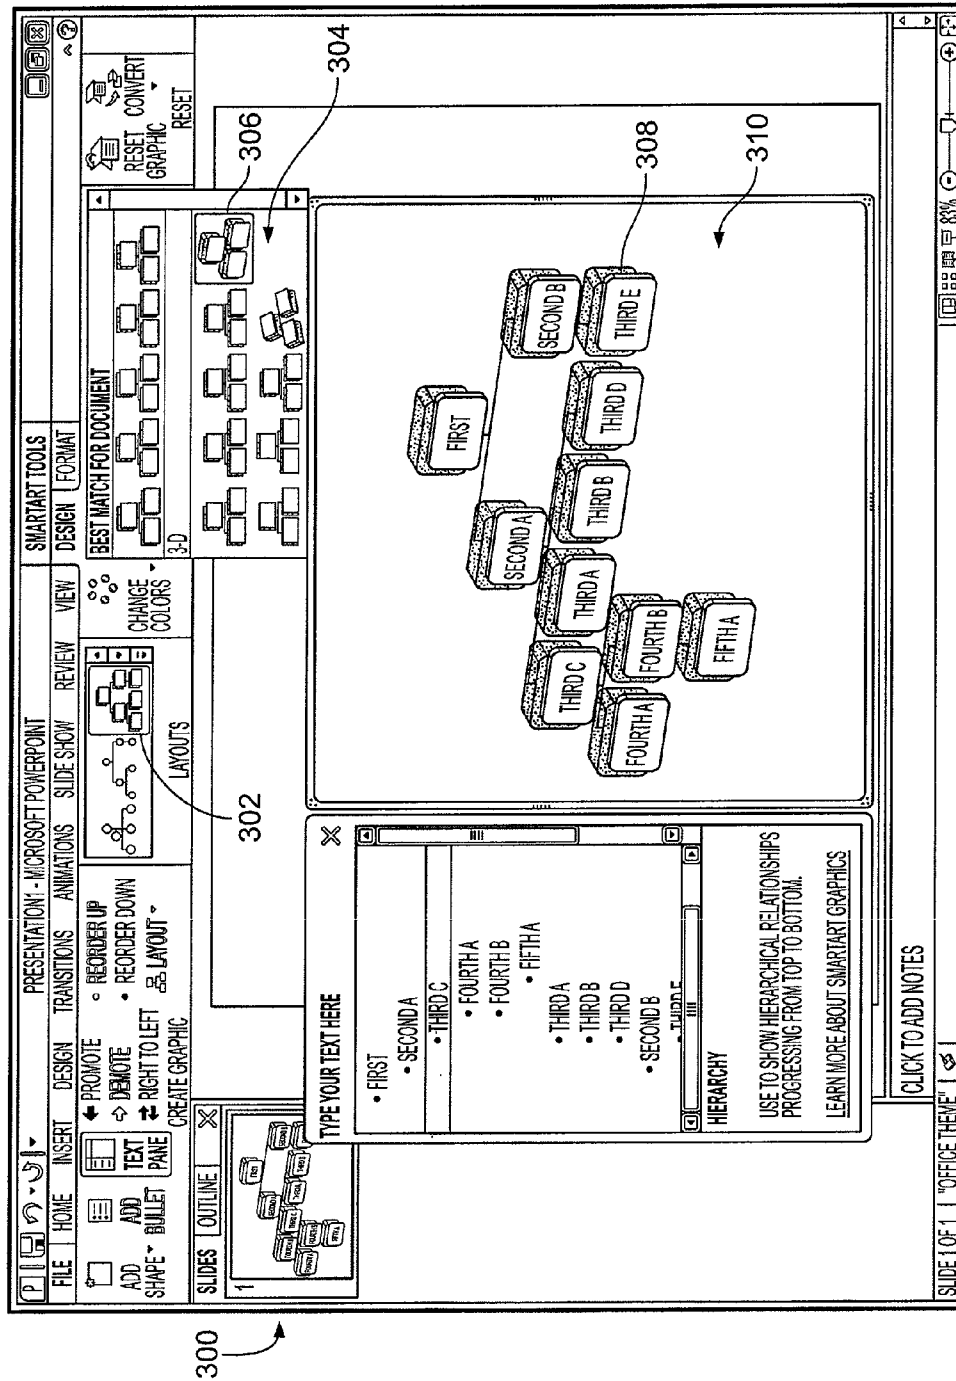 PRESENTATION1 - MICROSOFT POWERPOINT
SMARTART TOOLS
P
FILE
HOME
INSERT
DESIGN
TRANSITIONS
ANIMATIONS
SLIDE SHOW
REVIEW
VIEW
DESIGN
FORMAT
?
ADD
SHAPE
ADD
BULLET
TEXT
PANE
PROMOTE
DEMOTE
RIGHT TO LEFT
REORDER UP
REORDER DOWN
LAYOUT
CREATE GRAPHIC
LAYOUTS
CHANGE
COLORS
BEST MATCH FOR DOCUMENT
3-D
RESET
GRAPHIC
CONVERT
RESET
SLIDES
OUTLINE
1
TYPE YOUR TEXT HERE
• FIRST
• SECOND A
• THIRD C
• FOURTH A
• FOURTH B
• FIFTH A
• THIRD A
• THIRD B
• THIRD D
• SECOND B
• THIRD E
HIERARCHY
USE TO SHOW HIERARCHICAL RELATIONSHIPS
PROGRESSING FROM TOP TO BOTTOM.
LEARN MORE ABOUT SMARTART GRAPHICS
FIRST
SECOND A
SECOND B
THIRD C
THIRD A
THIRD B
THIRD D
THIRD E
FOURTH A
FOURTH B
FIFTH A
CLICK TO ADD NOTES
SLIDE 1 OF 1
"OFFICE THEME"
83%
300
302
304
306
308
310